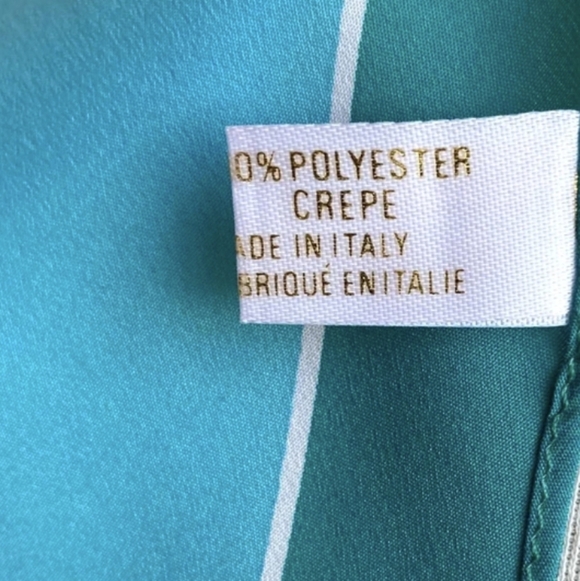 0% POLYESTER
CREPE
ADE IN ITALY
BRIQUÉ EN ITALIE